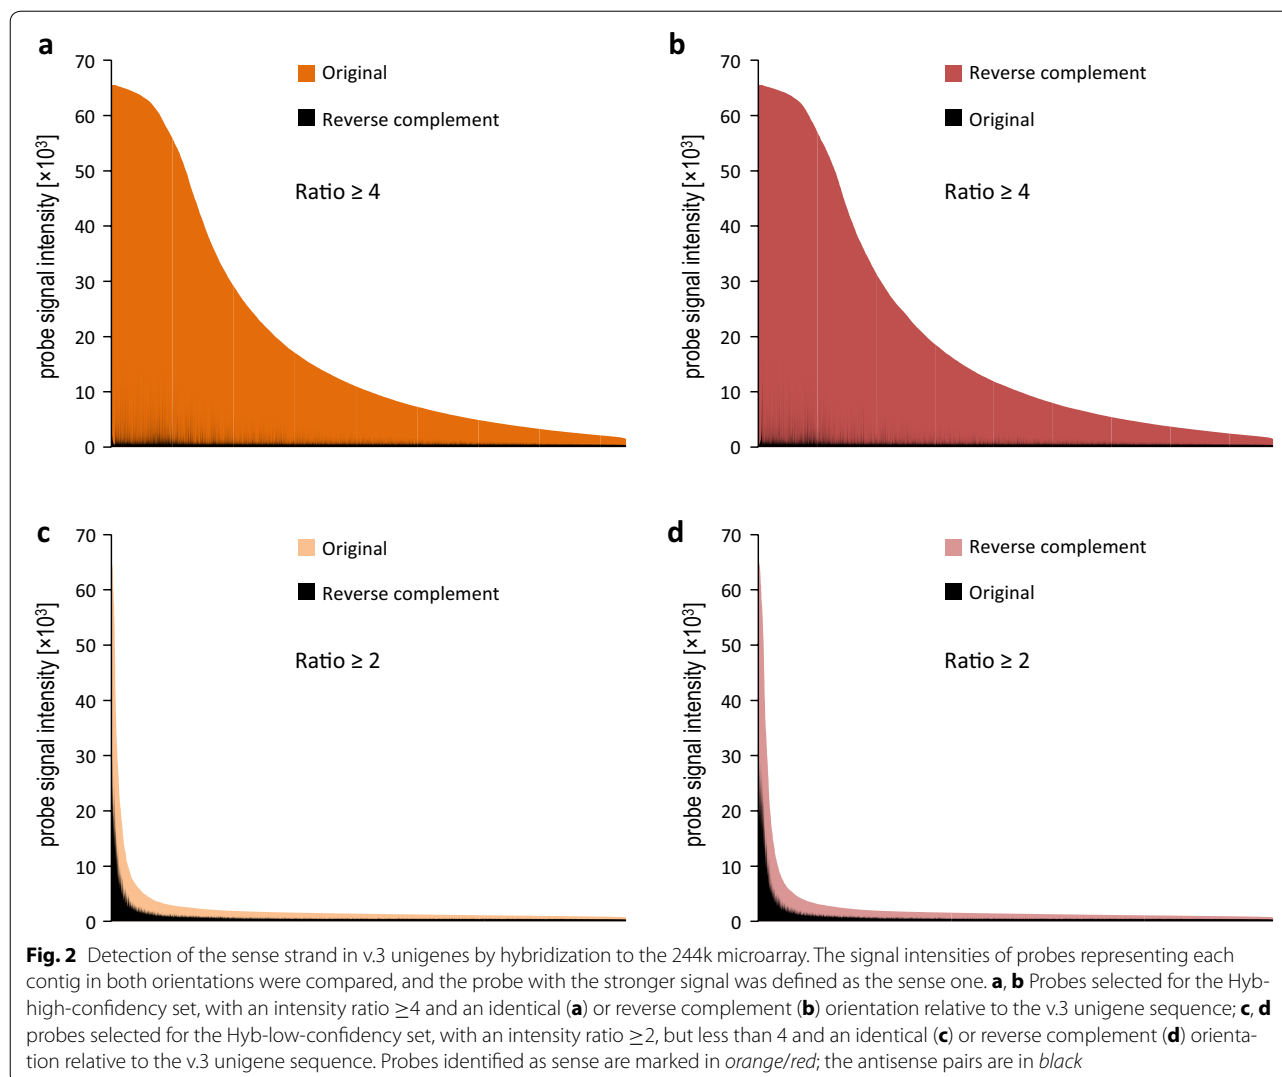 a
70
60
50
40
30
20
10
0
probe signal intensity [×10³]
Original
Reverse complement
Ratio ≥ 4
b
70
60
50
40
30
20
10
0
probe signal intensity [×10³]
Reverse complement
Original
Ratio ≥ 4
c
70
60
50
40
30
20
10
0
probe signal intensity [×10³]
Original
Reverse complement
Ratio ≥ 2
d
70
60
50
40
30
20
10
0
probe signal intensity [×10³]
Reverse complement
Original
Ratio ≥ 2
Fig. 2 Detection of the sense strand in v.3 unigenes by hybridization to the 244k microarray. The signal intensities of probes representing each
contig in both orientations were compared, and the probe with the stronger signal was defined as the sense one. a, b Probes selected for the Hyb-
high-confidency set, with an intensity ratio ≥4 and an identical (a) or reverse complement (b) orientation relative to the v.3 unigene sequence; c, d
probes selected for the Hyb-low-confidency set, with an intensity ratio ≥2, but less than 4 and an identical (c) or reverse complement (d) orienta-
tion relative to the v.3 unigene sequence. Probes identified as sense are marked in orange/red; the antisense pairs are in black